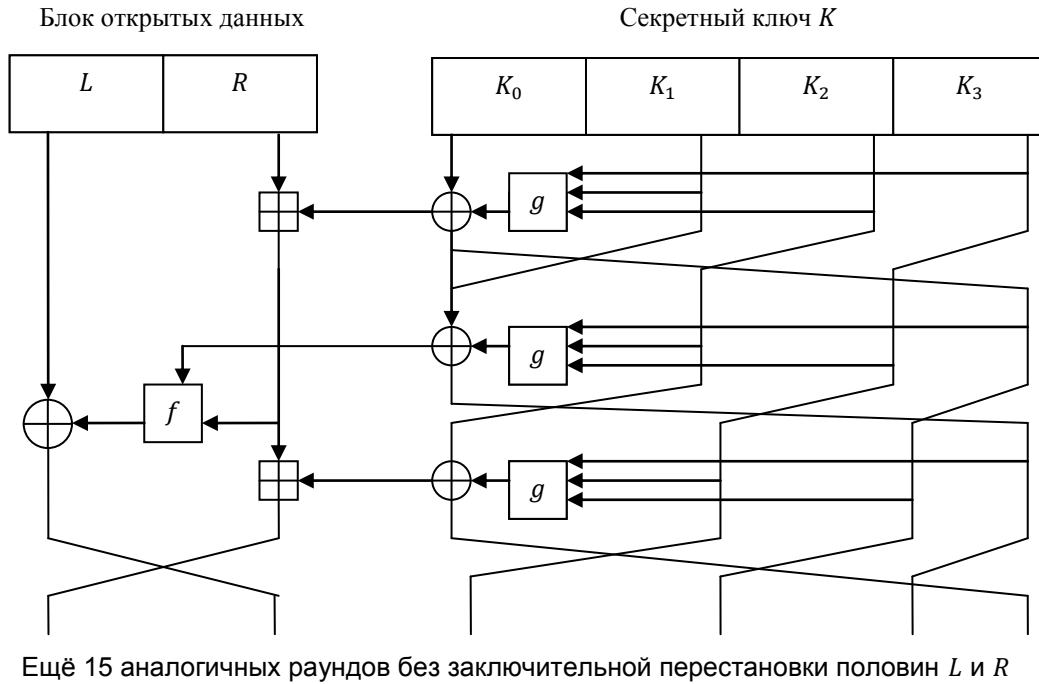 Блок открытых данных
Секретный ключ K
L R
K₀ K₁ K₂ K₃
g
g
f
g
Ещё 15 аналогичных раундов без заключительной перестановки половин L и R